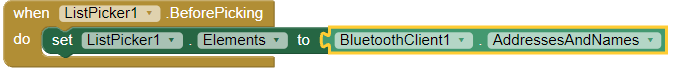 when ListPicker1 .BeforePicking
do set ListPicker1 . Elements to BluetoothClient1 . AddressesAndNames